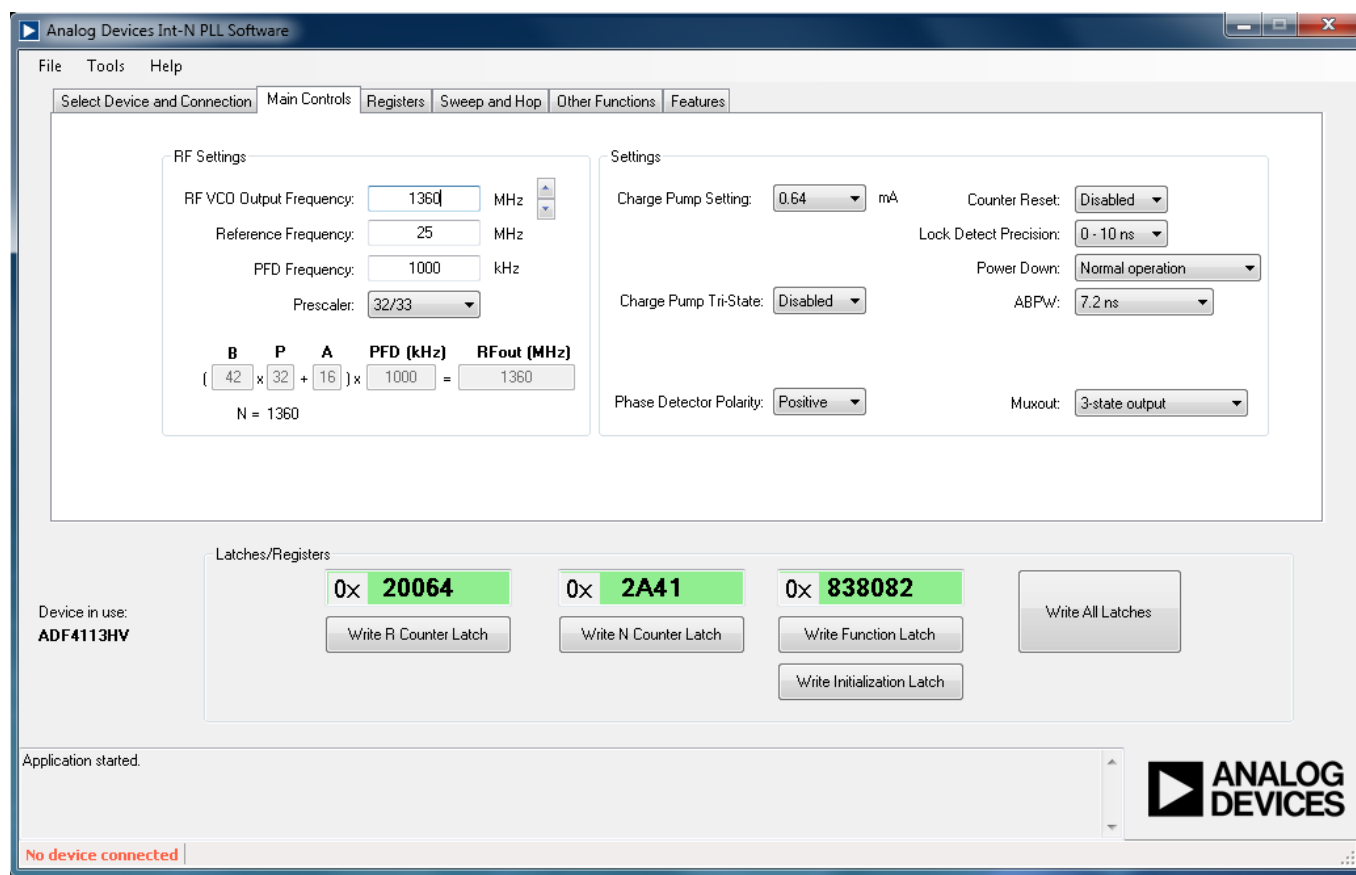 Analog Devices Int-N PLL Software
File Tools Help
Select Device and Connection Main Controls Registers Sweep and Hop Other Functions Features
RF Settings
RF VCO Output Frequency: 1360 MHz
Reference Frequency: 25 MHz
PFD Frequency: 1000 kHz
Prescaler: 32/33
B P A PFD (kHz) RFout (MHz)
( 42 x 32 + 16 ) x 1000 = 1360
N = 1360
Settings
Charge Pump Setting: 0.64 mA
Charge Pump Tri-State: Disabled
Phase Detector Polarity: Positive
Counter Reset: Disabled
Lock Detect Precision: 0 - 10 ns
Power Down: Normal operation
ABPW: 7.2 ns
Muxout: 3-state output
Device in use:
ADF4113HV
Latches/Registers
0x 20064 0x 2A41 0x 838082
Write R Counter Latch Write N Counter Latch Write Function Latch Write All Latches
Write Initialization Latch
Application started.
ANALOG
DEVICES
No device connected